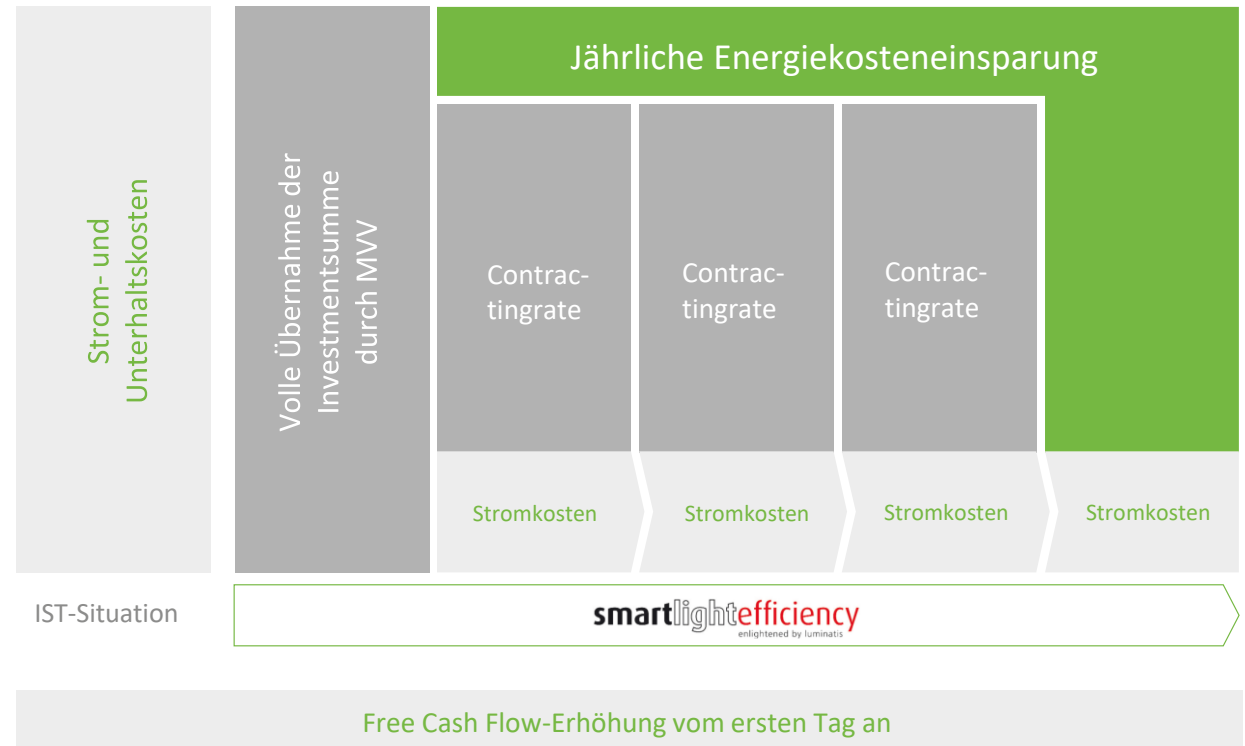 Strom- und
Unterhaltskosten
Volle Übernahme der
Investmentsumme
durch MVV
Jährliche Energiekosteneinsparung
Contrac-
tingrate
Contrac-
tingrate
Contrac-
tingrate
Stromkosten
Stromkosten
Stromkosten
Stromkosten
IST-Situation
smartlightefficiency
enlightened by luminatis
Free Cash Flow-Erhöhung vom ersten Tag an